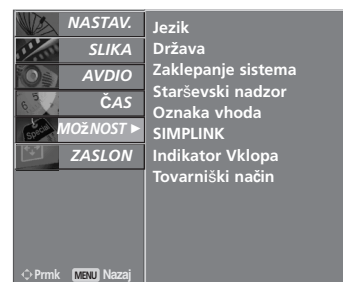 NASTAV.
SLIKA
AVDIO
ČAS
MOžNOST ►
ZASLON
Prmk MENU Nazaj
Jezik
Država
Zaklepanje sistema
Starševski nadzor
Oznaka vhoda
SIMPLINK
Indikator Vklopa
Tovarniški način